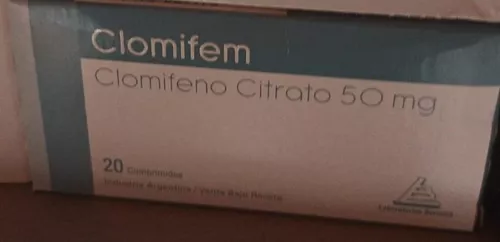 Clomifem
Clomifeno Citrato 50 mg
20 Comprimidos
Industria Argentina / Venta Bajo Receta